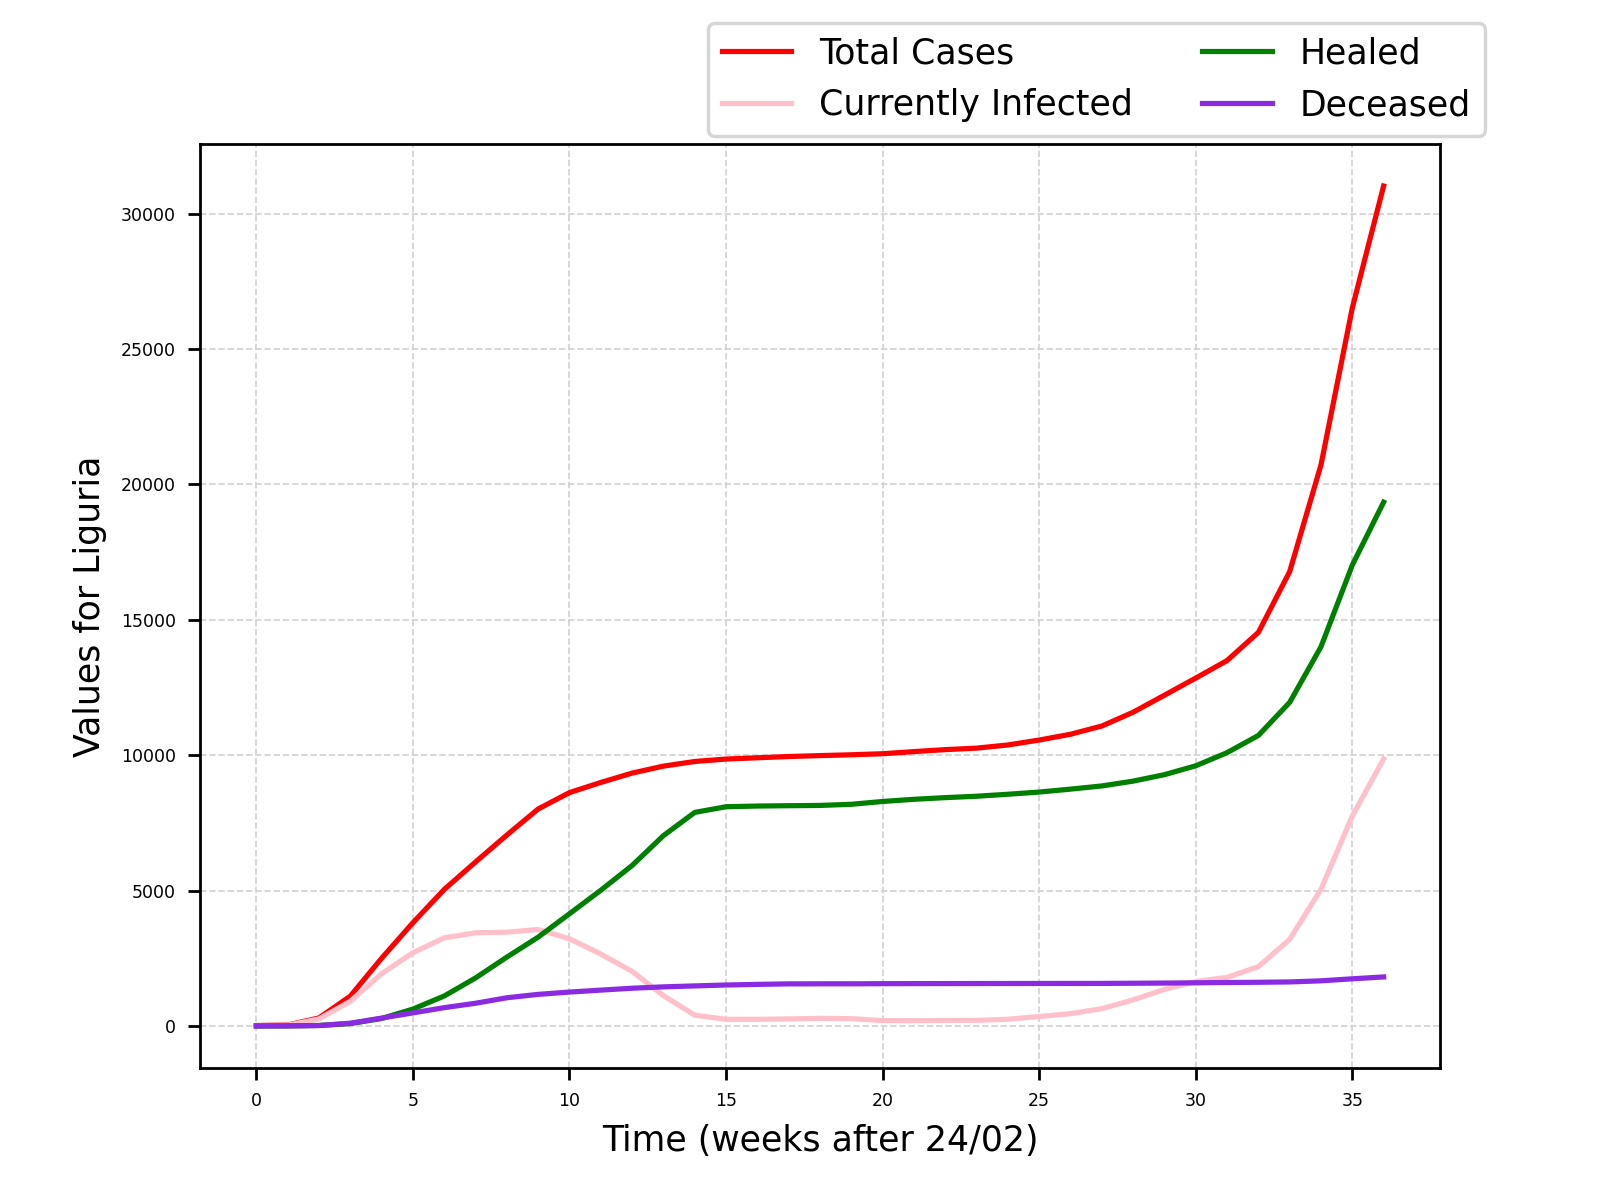 Total Cases
Healed
Currently Infected
Deceased
30000
25000
20000
15000
10000
5000
0
Values for Liguria
0 5 10 15 20 25 30 35
Time (weeks after 24/02)